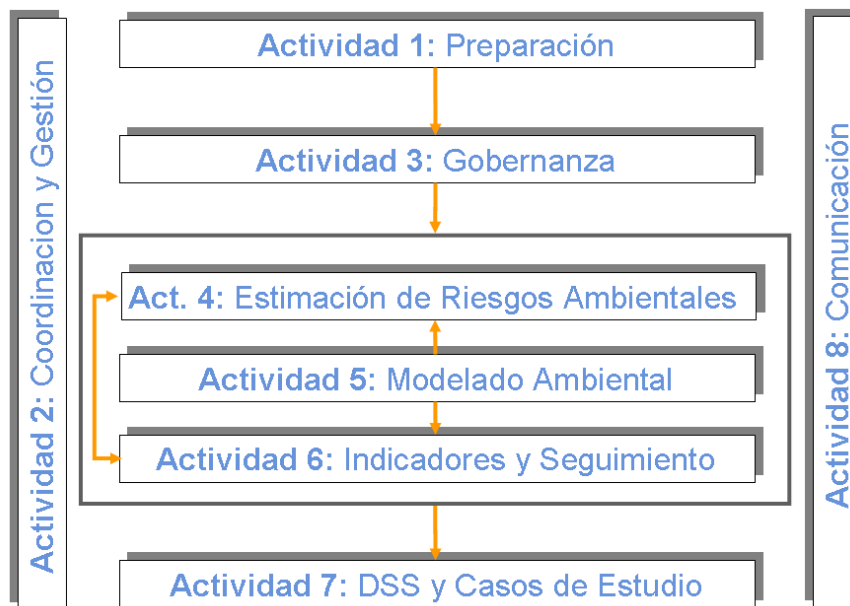 Actividad 2: Coordinacion y Gestión
Actividad 1: Preparación
Actividad 3: Gobernanza
Act. 4: Estimación de Riesgos Ambientales
Actividad 5: Modelado Ambiental
Actividad 6: Indicadores y Seguimiento
Actividad 7: DSS y Casos de Estudio
Actividad 8: Comunicación